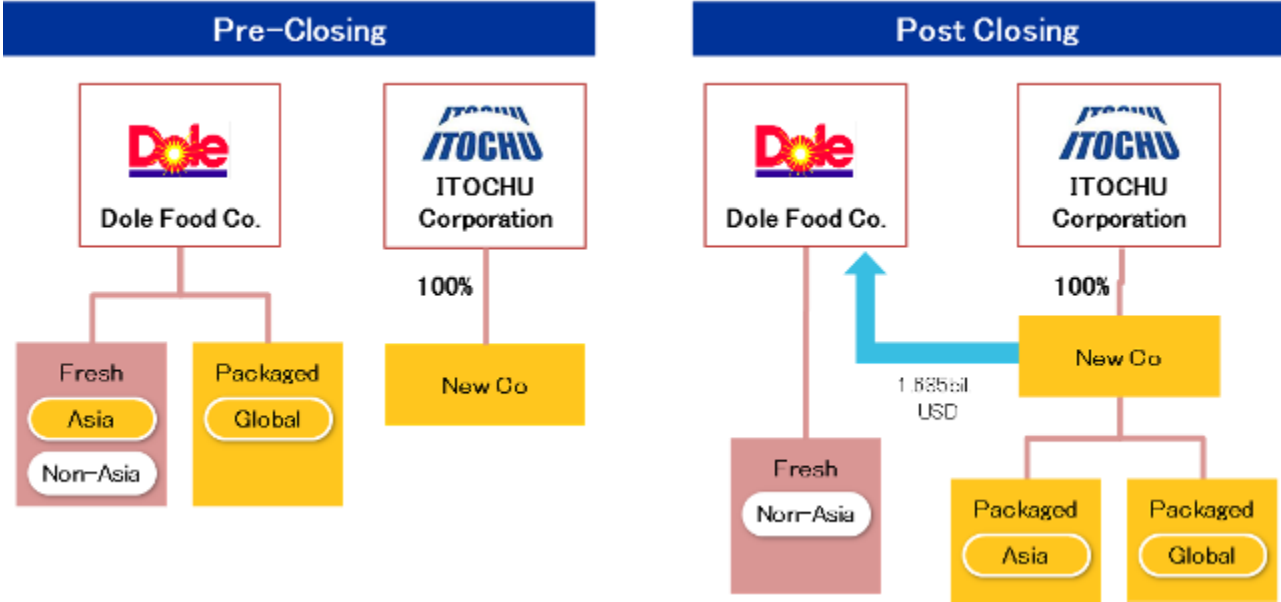 Pre-Closing
Dole
Dole Food Co.
ITOCHU
ITOCHU
Corporation
100%
Fresh
Asia
Non-Asia
Packaged
Global
New Co
Post Closing
Dole
Dole Food Co.
ITOCHU
ITOCHU
Corporation
100%
New Co
USD
Fresh
Non-Asia
Packaged
Asia
Packaged
Global